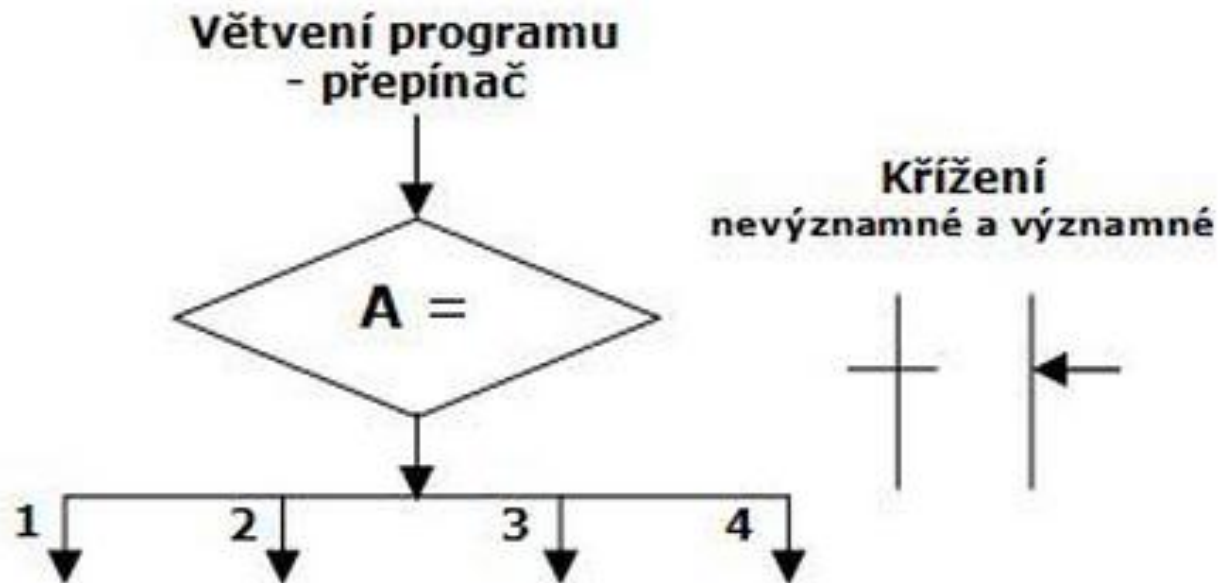 Větvení programu
- přepínač
Křížení
nevýznamné a významné
A =
1 2 3 4